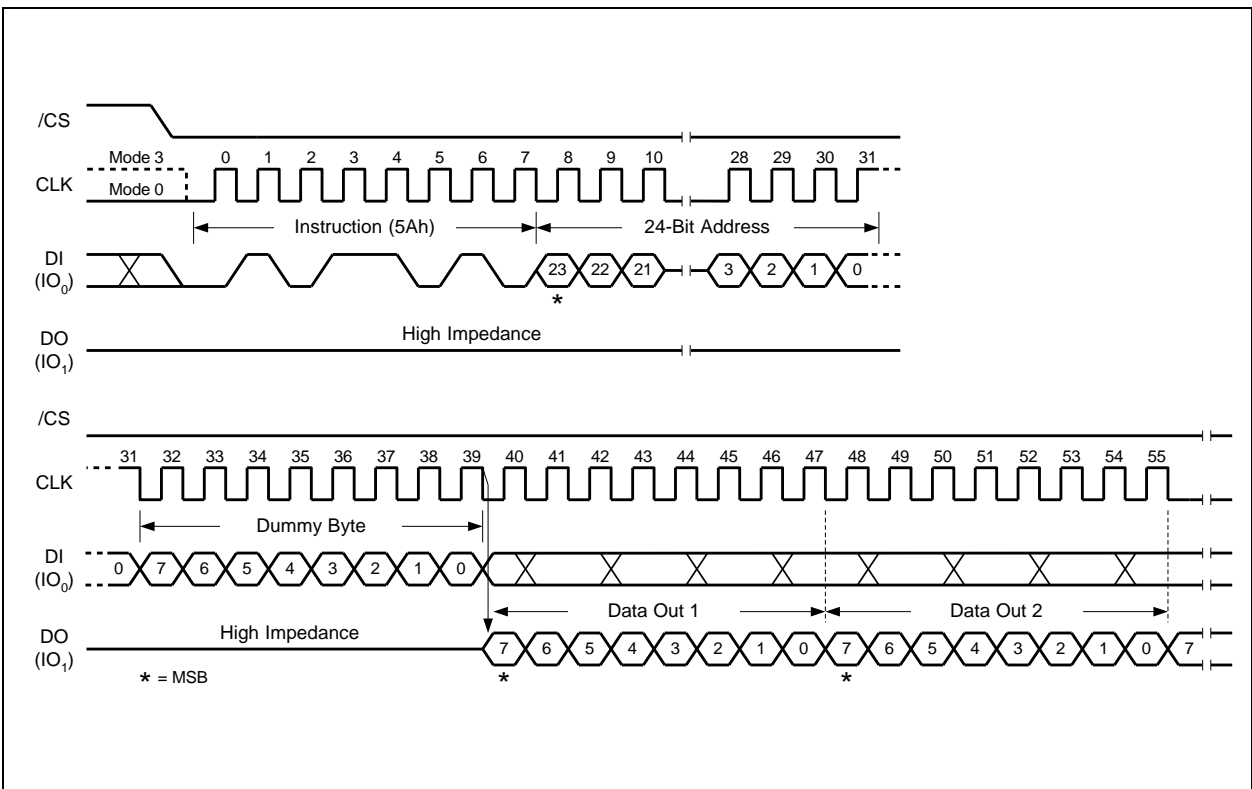 /CS
Mode 3 0 1 2 3 4 5 6 7 8 9 10 28 29 30 31
CLK
Mode 0
Instruction (5Ah) 24-Bit Address
DI
(IO0) 23 22 21 3 2 1 0
*
DO High Impedance
(IO1)
/CS
31 32 33 34 35 36 37 38 39 40 41 42 43 44 45 46 47 48 49 50 51 52 53 54 55
CLK
Dummy Byte
DI
(IO0) 0 7 6 5 4 3 2 1 0
Data Out 1 Data Out 2
DO High Impedance
(IO1) 7 6 5 4 3 2 1 0 7 6 5 4 3 2 1 0 7
* = MSB * *